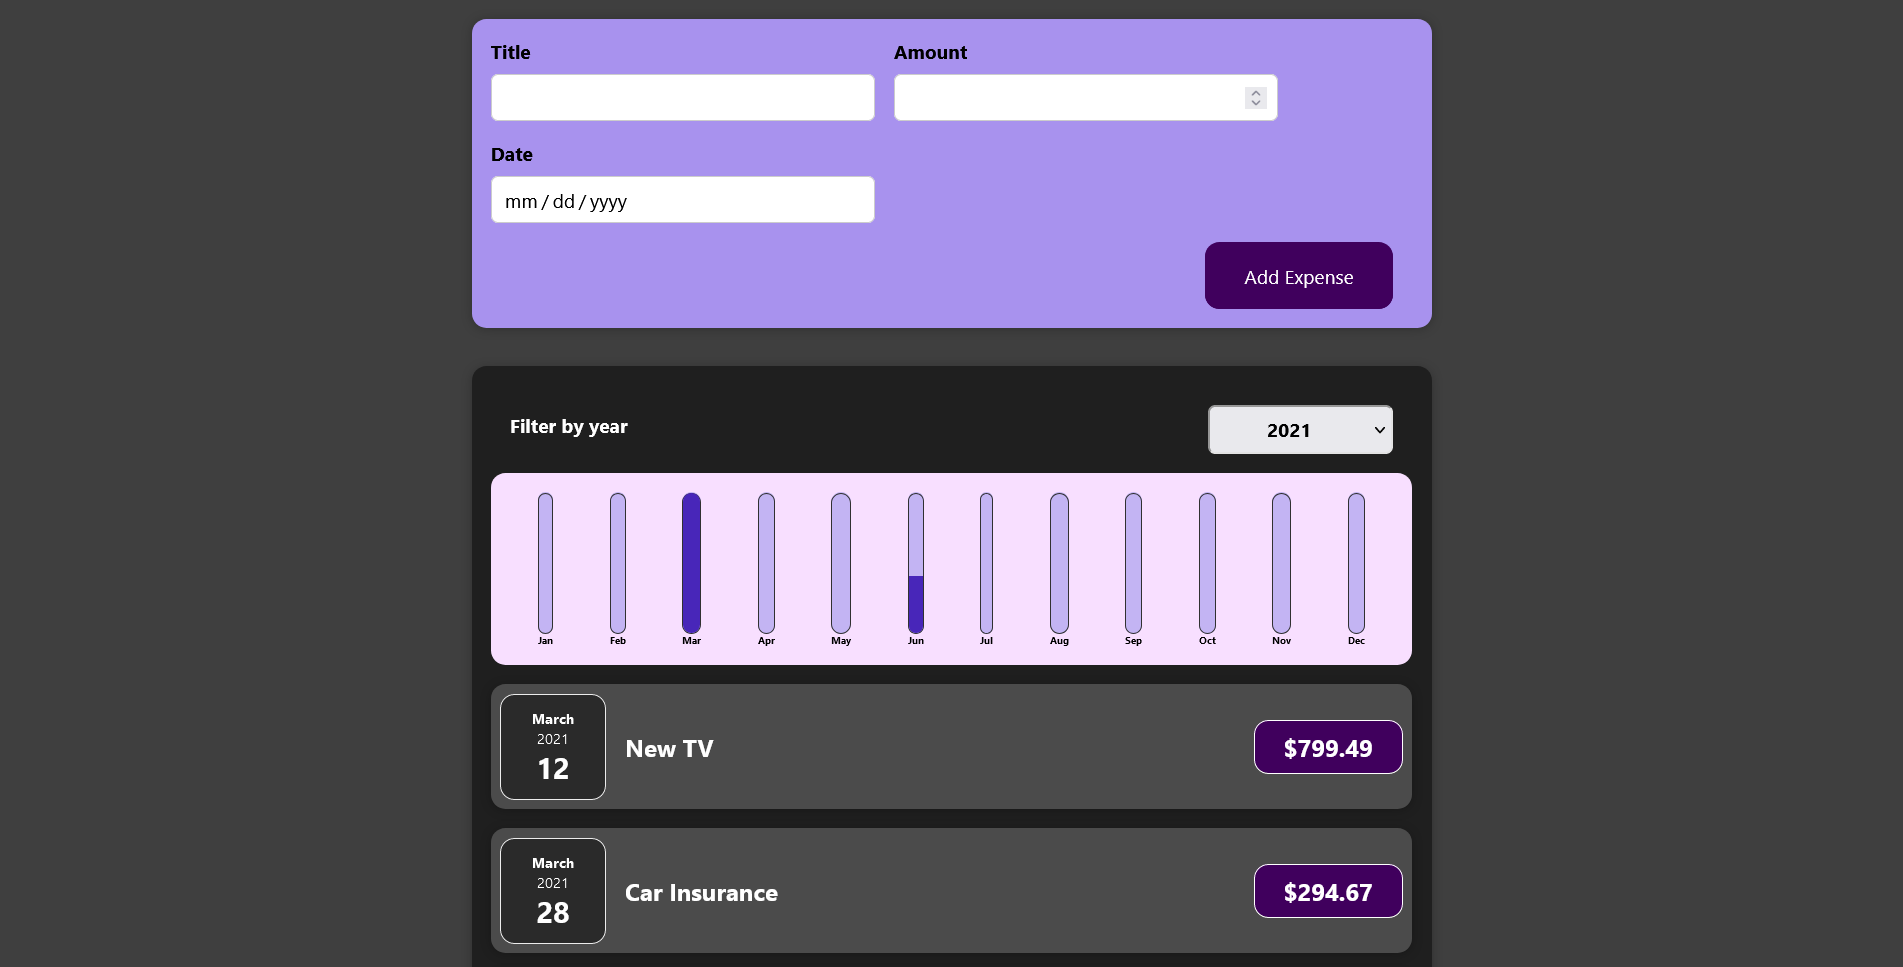 Title
Amount
Date
mm / dd / yyyy
Add Expense
Filter by year
2021
Jan Feb Mar Apr May Jun Jul Aug Sep Oct Nov Dec
March
2021
12
New TV
$799.49
March
2021
28
Car Insurance
$294.67